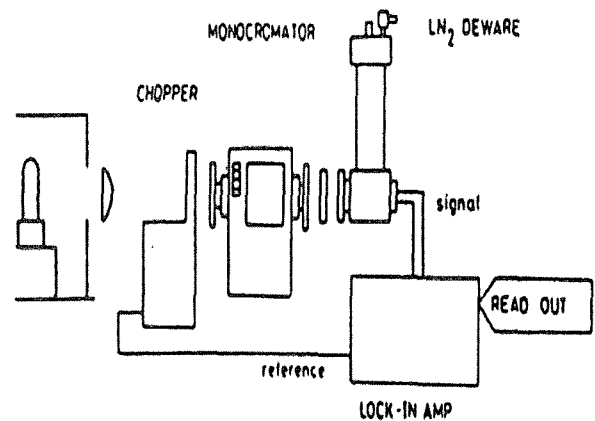 MONOCROMATOR
LN2 DEWARE
CHOPPER
signal
READ OUT
reference
LOCK-IN AMP